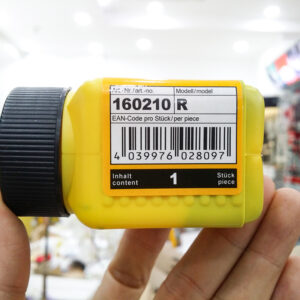 Art.-Nr./art.-no. Modell/model
160210 R
EAN-Code pro Stück/per piece
4 039976 028097
Inhalt 1 Stück
content piece